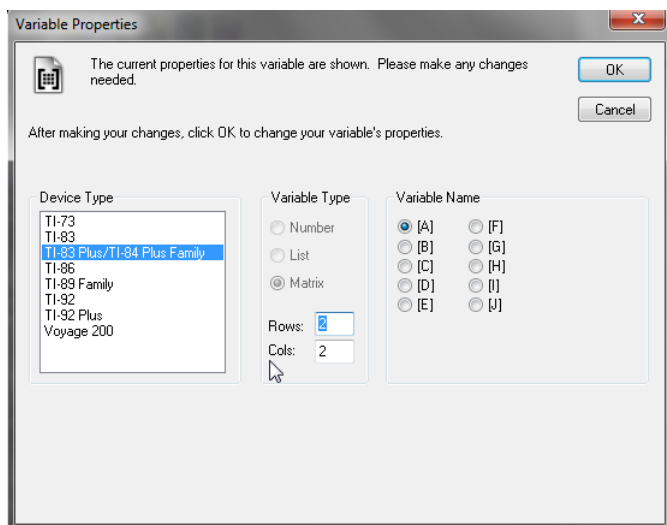 Variable Properties
The current properties for this variable are shown. Please make any changes
needed.
OK
Cancel
After making your changes, click OK to change your variable's properties.
Device Type
TI-73
TI-83
TI-83 Plus/TI-84 Plus Family
TI-86
TI-89 Family
TI-92
TI-92 Plus
Voyage 200
Variable Type
Number
List
Matrix
Rows: 2
Cols: 2
Variable Name
[A] [F]
[B] [G]
[C] [H]
[D] [I]
[E] [J]